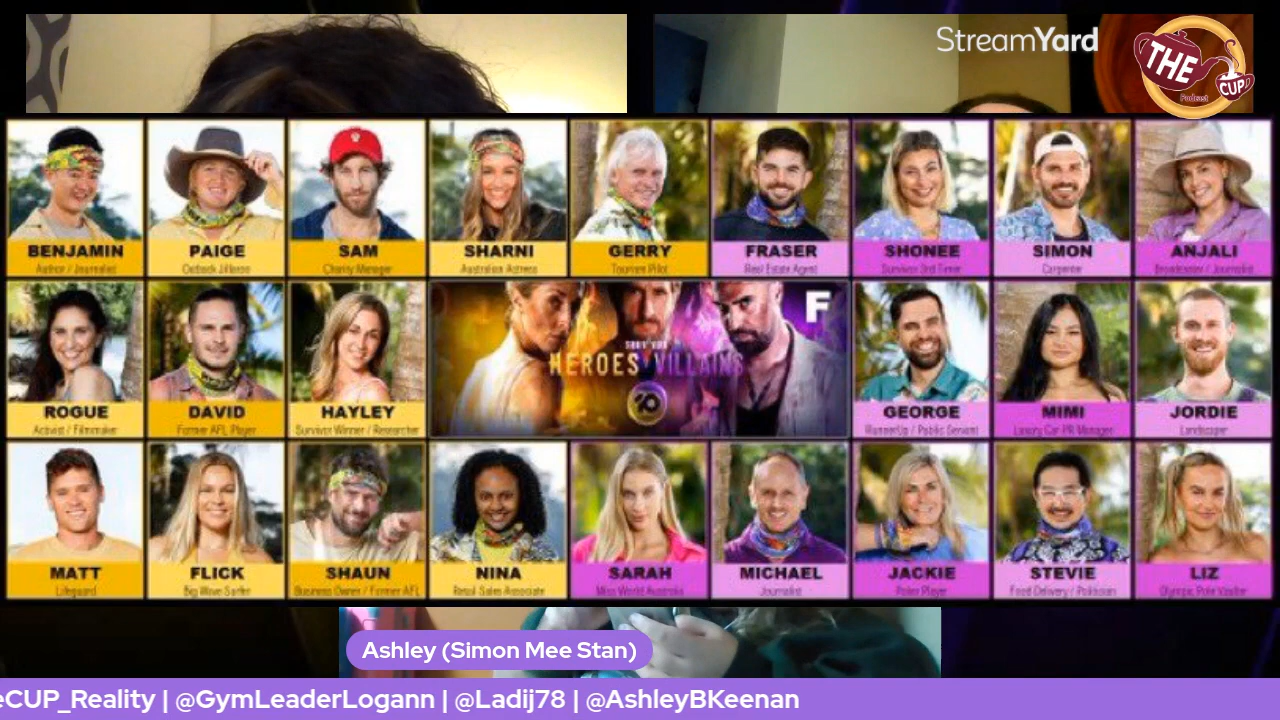 StreamYard
THE
CUP
Podcast
BENJAMIN PAIGE SAM SHARNI GERRY FRASER SHONEE SIMON ANJALI
Author / Journalist Outback Jillaroo Charity Manager Australian Actress Tourism Pilot Real Estate Agent Survivor 3rd Timer Carpenter Broadcaster / Journalist
F
HEROES V VILLAINS
10
ROGUE DAVID HAYLEY GEORGE MIMI JORDIE
Activist / Filmmaker Former AFL Player Survivor Winner / Researcher RunnerUp / Public Servant Luxury Car PR Manager Landscaper
MATT FLICK SHAUN NINA SARAH MICHAEL JACKIE STEVIE LIZ
Lifeguard Big Wave Surfer Business Owner / Former AFL Retail Sales Associate Miss World Australia Journalist Poker Player Food Delivery / Politician Olympic Pole Vaulter
Ashley (Simon Mee Stan)
eCUP_Reality | @GymLeaderLogann | @Ladij78 | @AshleyBKeenan